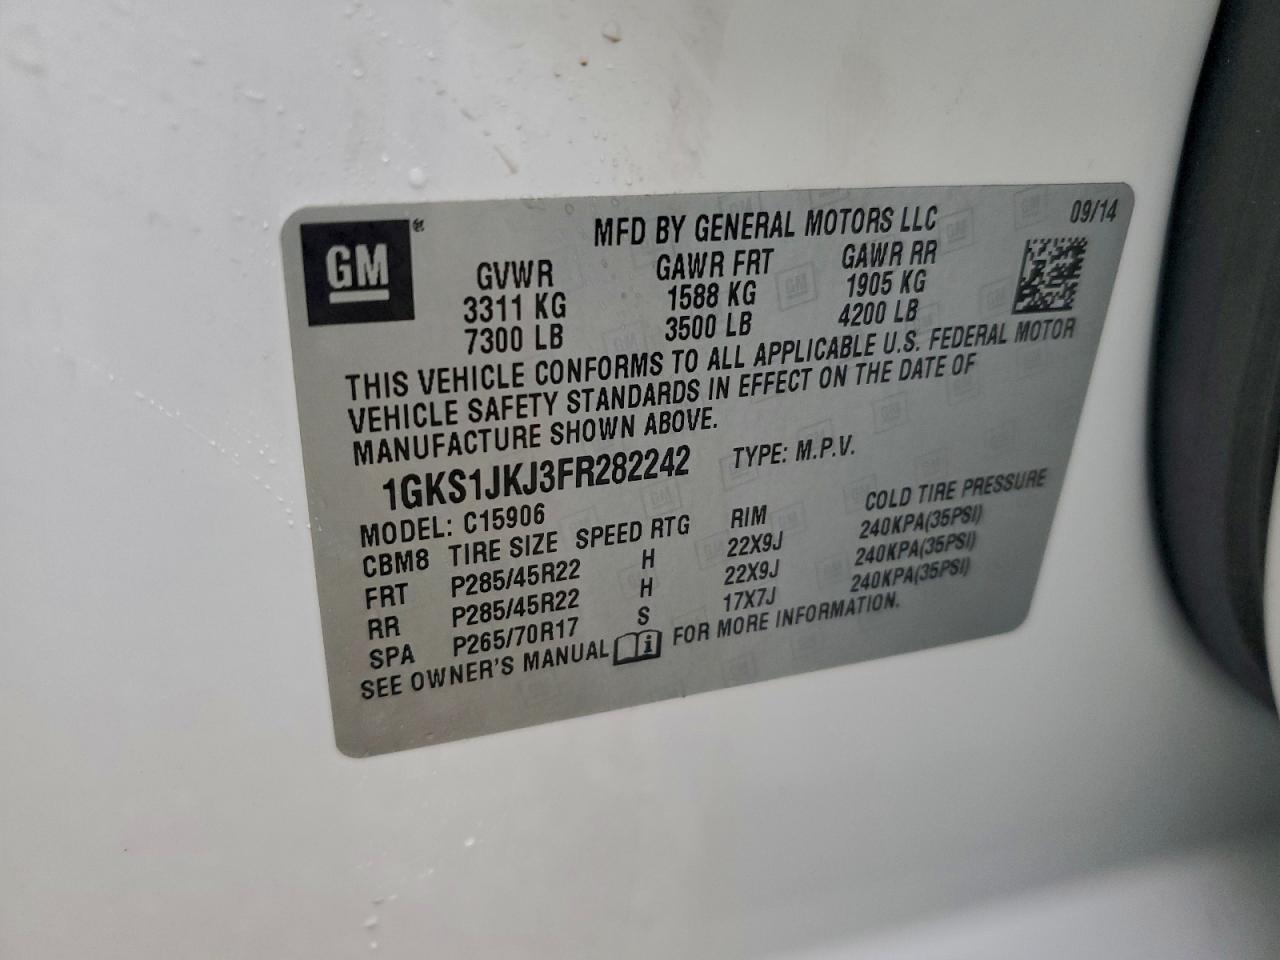 GM ®
MFD BY GENERAL MOTORS LLC 09/14
GVWR GAWR FRT GAWR RR
3311 KG 1588 KG 1905 KG
7300 LB 3500 LB 4200 LB
THIS VEHICLE CONFORMS TO ALL APPLICABLE U.S. FEDERAL MOTOR
VEHICLE SAFETY STANDARDS IN EFFECT ON THE DATE OF
MANUFACTURE SHOWN ABOVE.
1GKS1JKJ3FR282242 TYPE: M.P.V.
MODEL: C15906
CBM8 TIRE SIZE SPEED RTG RIM COLD TIRE PRESSURE
FRT P285/45R22 H 22X9J 240KPA(35PSI)
RR P285/45R22 H 22X9J 240KPA(35PSI)
SPA P265/70R17 S 17X7J 240KPA(35PSI)
SEE OWNER'S MANUAL i FOR MORE INFORMATION.